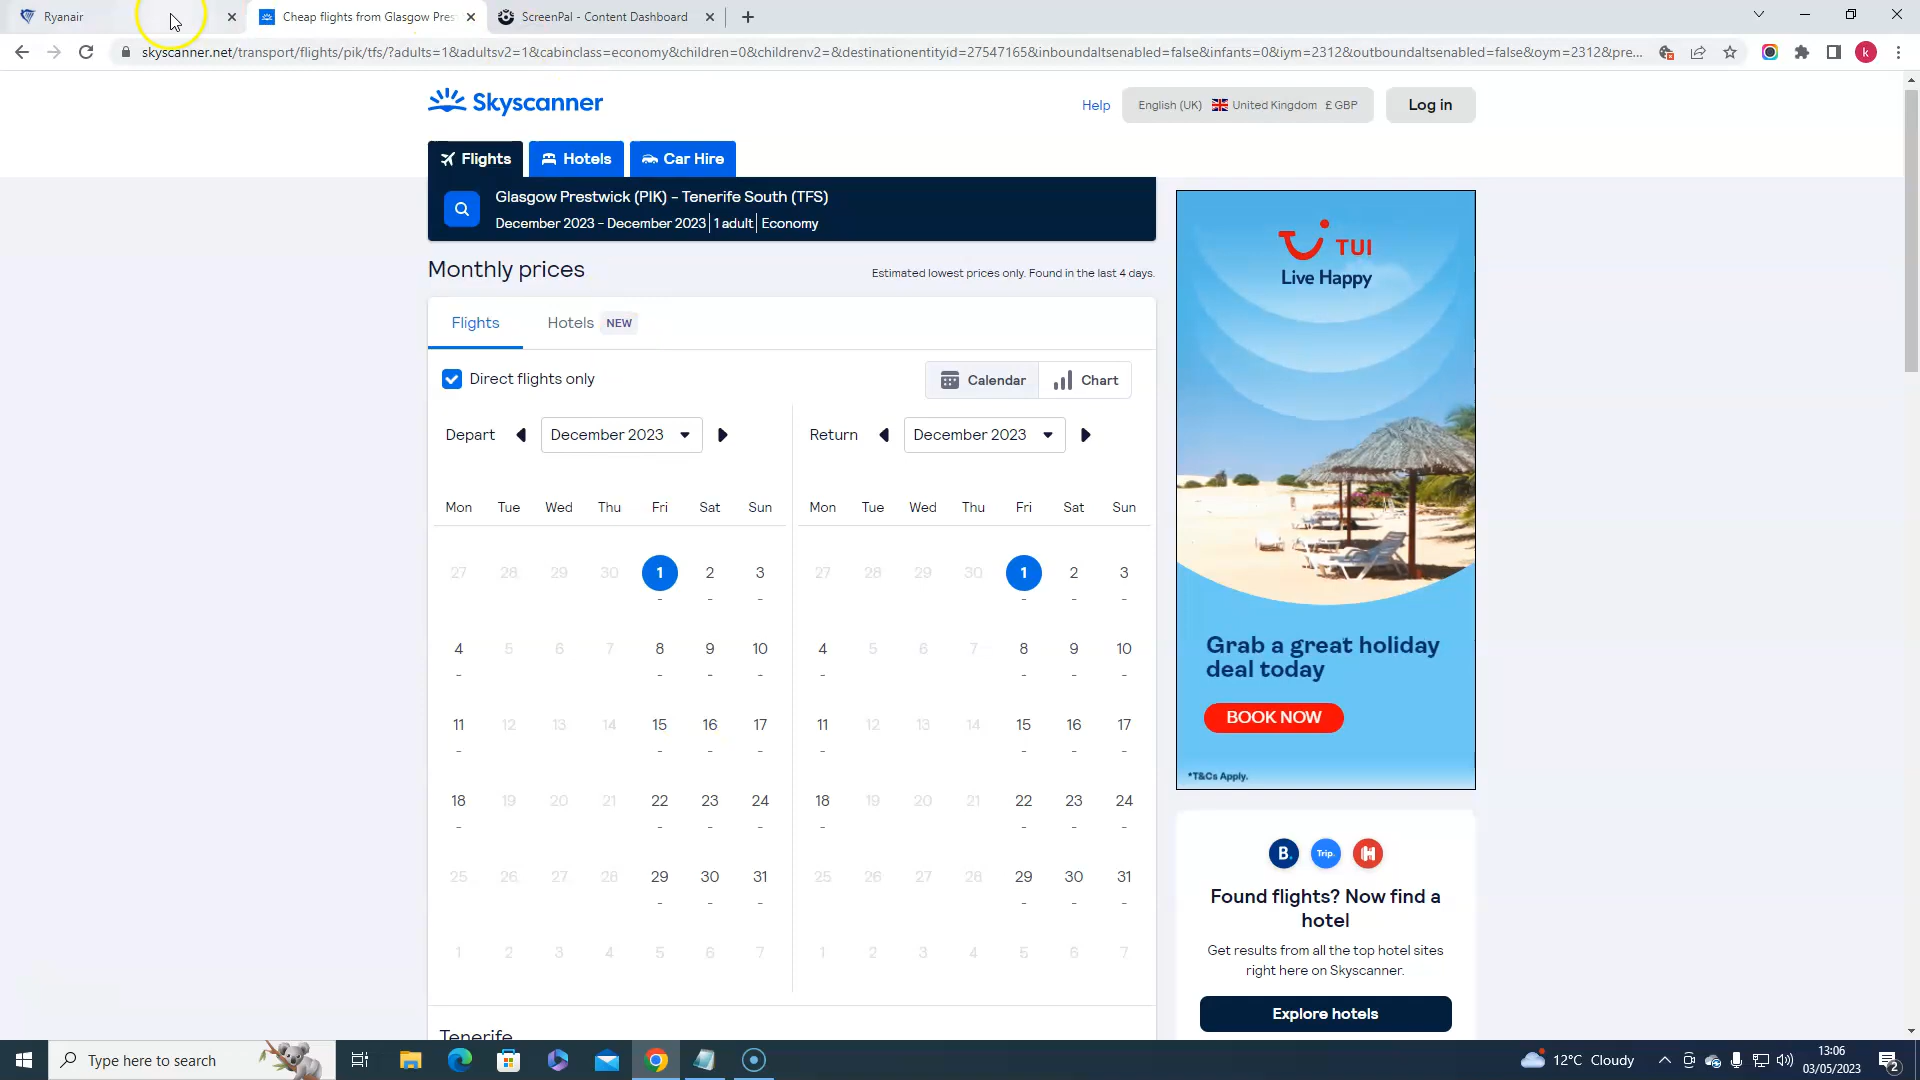 Ryanair
Cheap flights from Glasgow Pres
ScreenPal - Content Dashboard
skyscanner.net/transport/flights/pik/tfs/?adults=1&adultsv2=1&cabinclass=economy&children=0&childrenv2=&destinationentityid=27547165&inboundaltsenabled=false&infants=0&iym=2312&outboundaltsenabled=false&oym=2312&pre...
k
Skyscanner
Help
English (UK) United Kingdom £ GBP
Log in
Flights
Hotels
Car Hire
Glasgow Prestwick (PIK) – Tenerife South (TFS)
December 2023 – December 2023 | 1 adult | Economy
Monthly prices
Estimated lowest prices only. Found in the last 4 days.
Flights
Hotels NEW
Direct flights only
Calendar
Chart
Depart December 2023
Return December 2023
Mon Tue Wed Thu Fri Sat Sun
27 28 29 30 1 2 3
- - -
4 5 6 7 8 9 10
- - - -
11 12 13 14 15 16 17
- - - -
18 19 20 21 22 23 24
- - - -
25 26 27 28 29 30 31
- - -
1 2 3 4 5 6 7
Mon Tue Wed Thu Fri Sat Sun
27 28 29 30 1 2 3
- - -
4 5 6 7 8 9 10
- - - -
11 12 13 14 15 16 17
- - - -
18 19 20 21 22 23 24
- - - -
25 26 27 28 29 30 31
- - -
1 2 3 4 5 6 7
Tenerife
TUI
Live Happy
Grab a great holiday
deal today
BOOK NOW
*T&Cs Apply.
B.
Trip.
H
Found flights? Now find a
hotel
Get results from all the top hotel sites
right here on Skyscanner.
Explore hotels
Type here to search
12°C Cloudy
13:06
03/05/2023
2